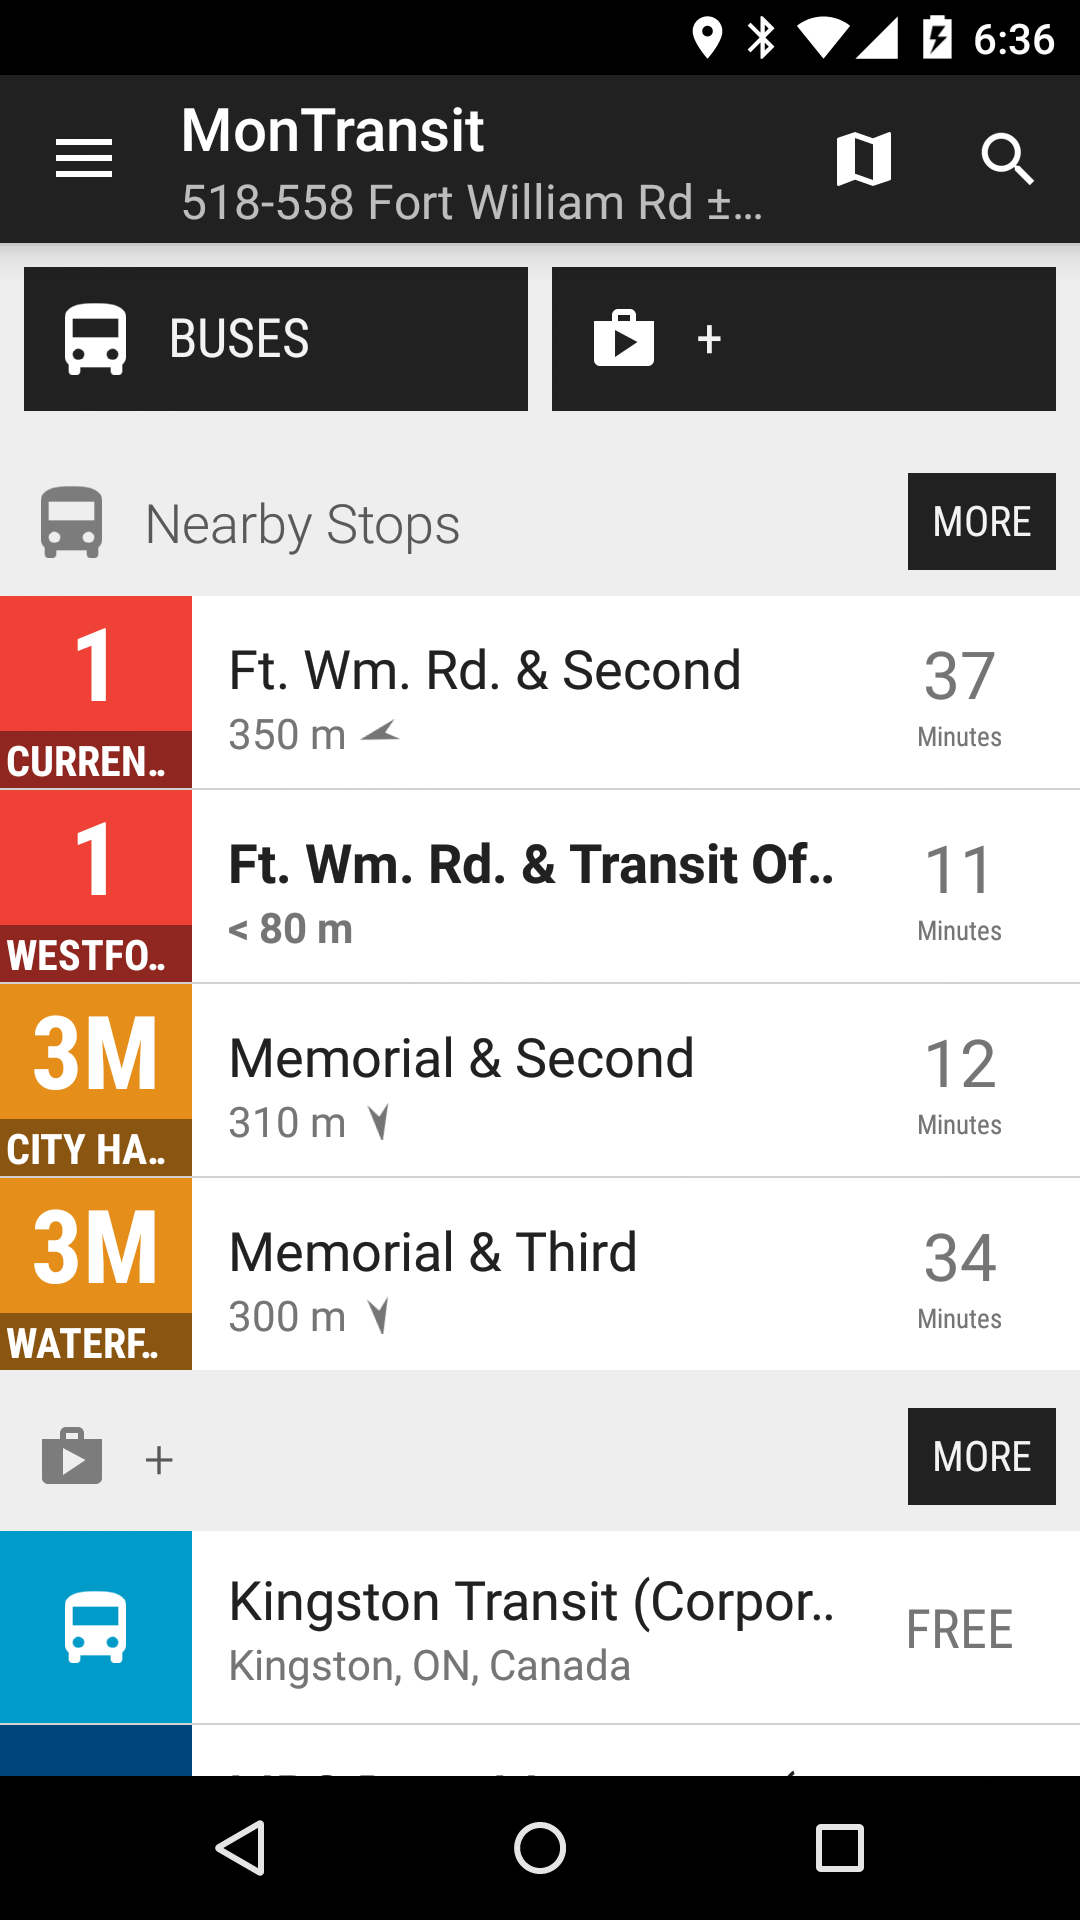 6:36
MonTransit
518-558 Fort William Rd ±...
BUSES
+
Nearby Stops
MORE
1
CURREN..
Ft. Wm. Rd. & Second
350 m
37
Minutes
1
WESTFO..
Ft. Wm. Rd. & Transit Of..
< 80 m
11
Minutes
3M
CITY HA..
Memorial & Second
310 m
12
Minutes
3M
WATERF..
Memorial & Third
300 m
34
Minutes
+
MORE
Kingston Transit (Corpor..
Kingston, ON, Canada
FREE